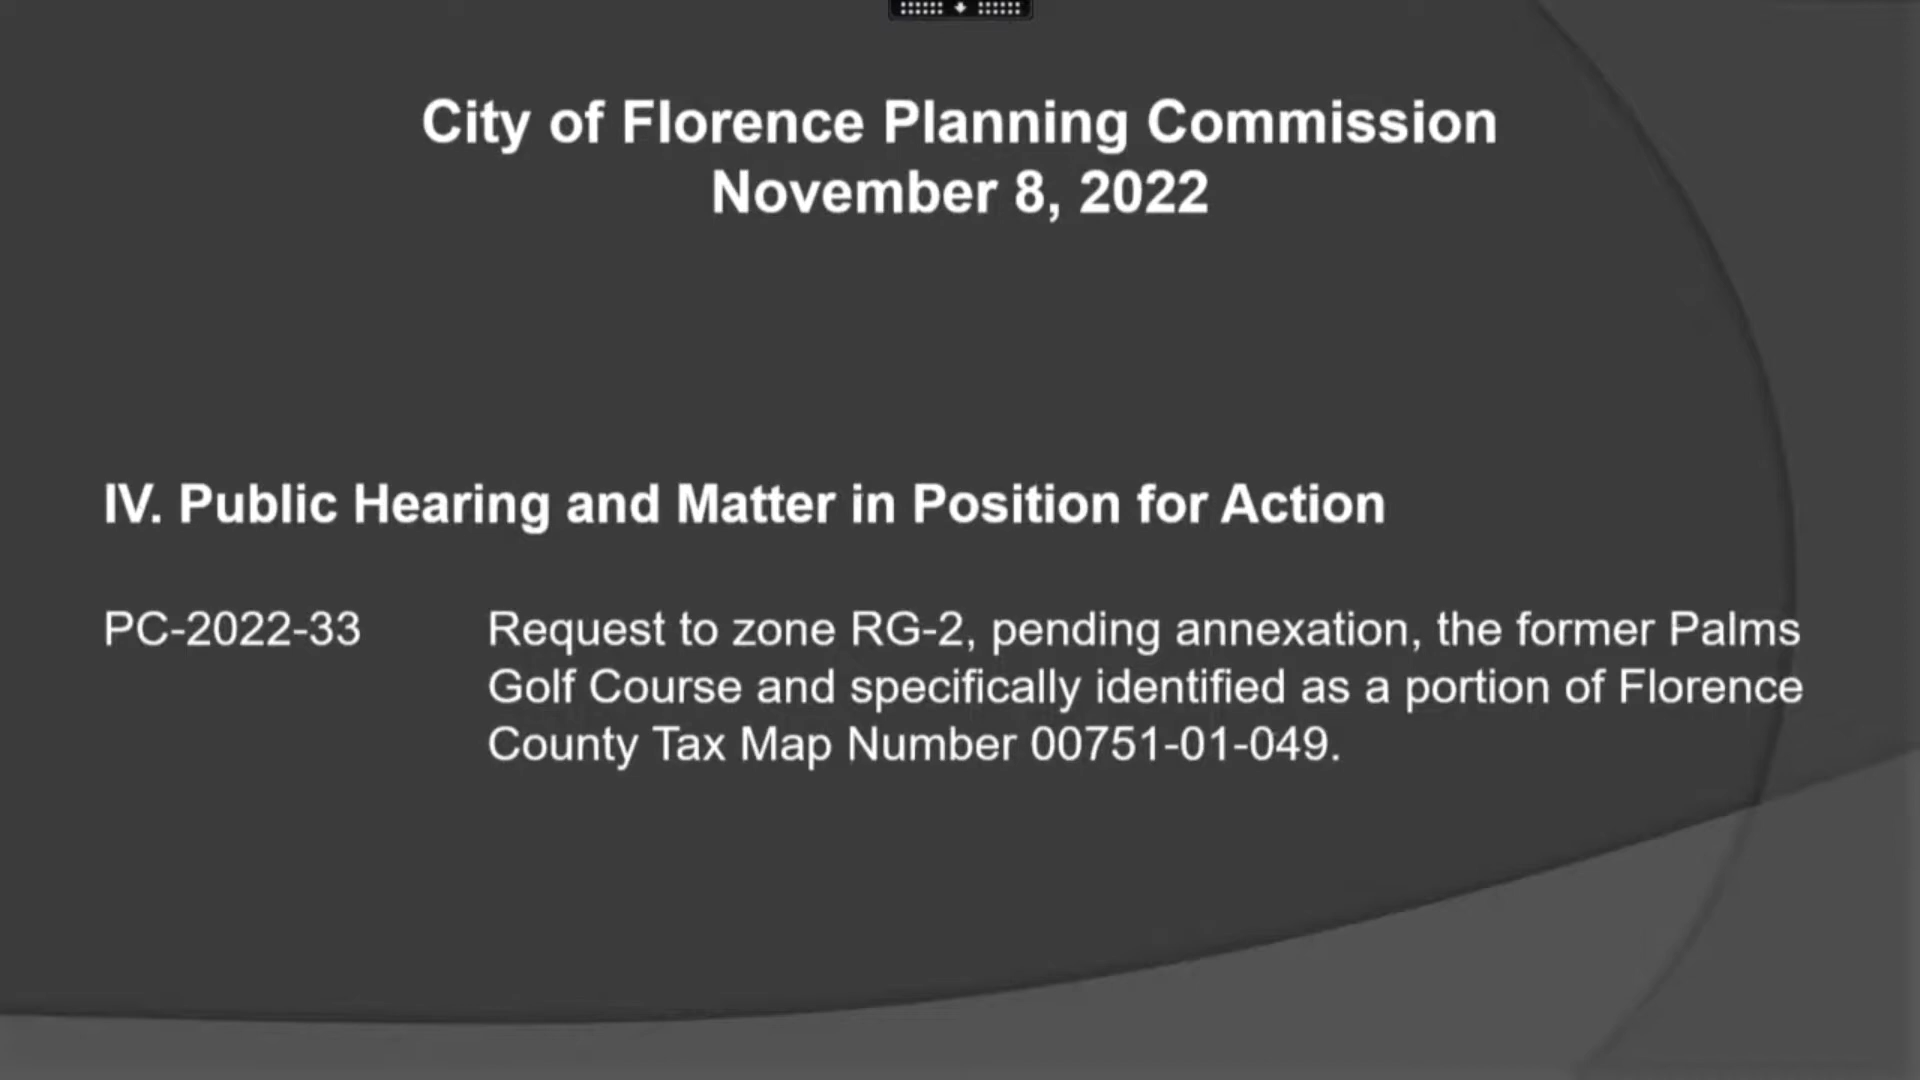 City of Florence Planning Commission
November 8, 2022
IV. Public Hearing and Matter in Position for Action
PC-2022-33 Request to zone RG-2, pending annexation, the former Palms
Golf Course and specifically identified as a portion of Florence
County Tax Map Number 00751-01-049.